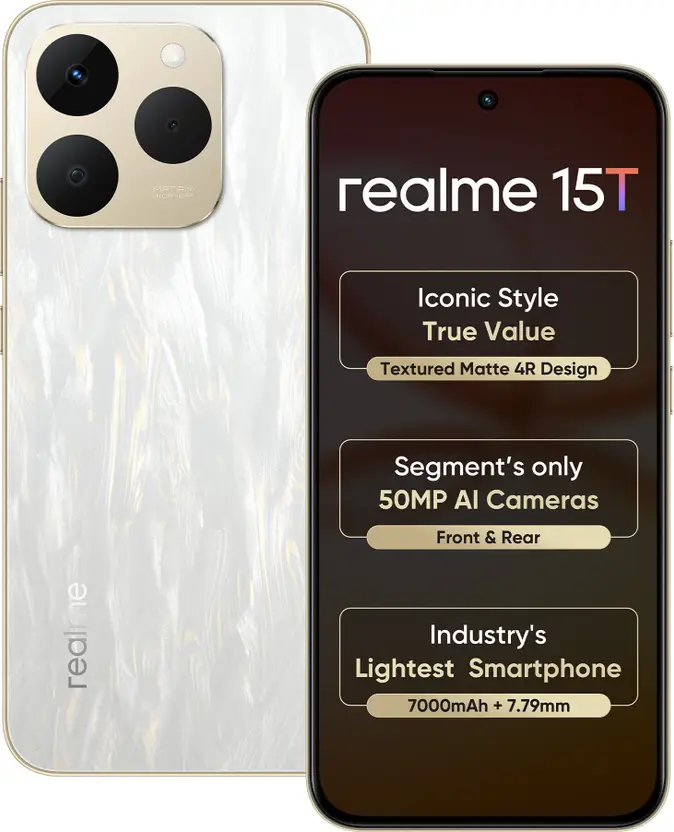 realme
realme 15T
Iconic Style
True Value
Textured Matte 4R Design
Segment's only
50MP AI Cameras
Front & Rear
Industry's
Lightest Smartphone
7000mAh + 7.79mm